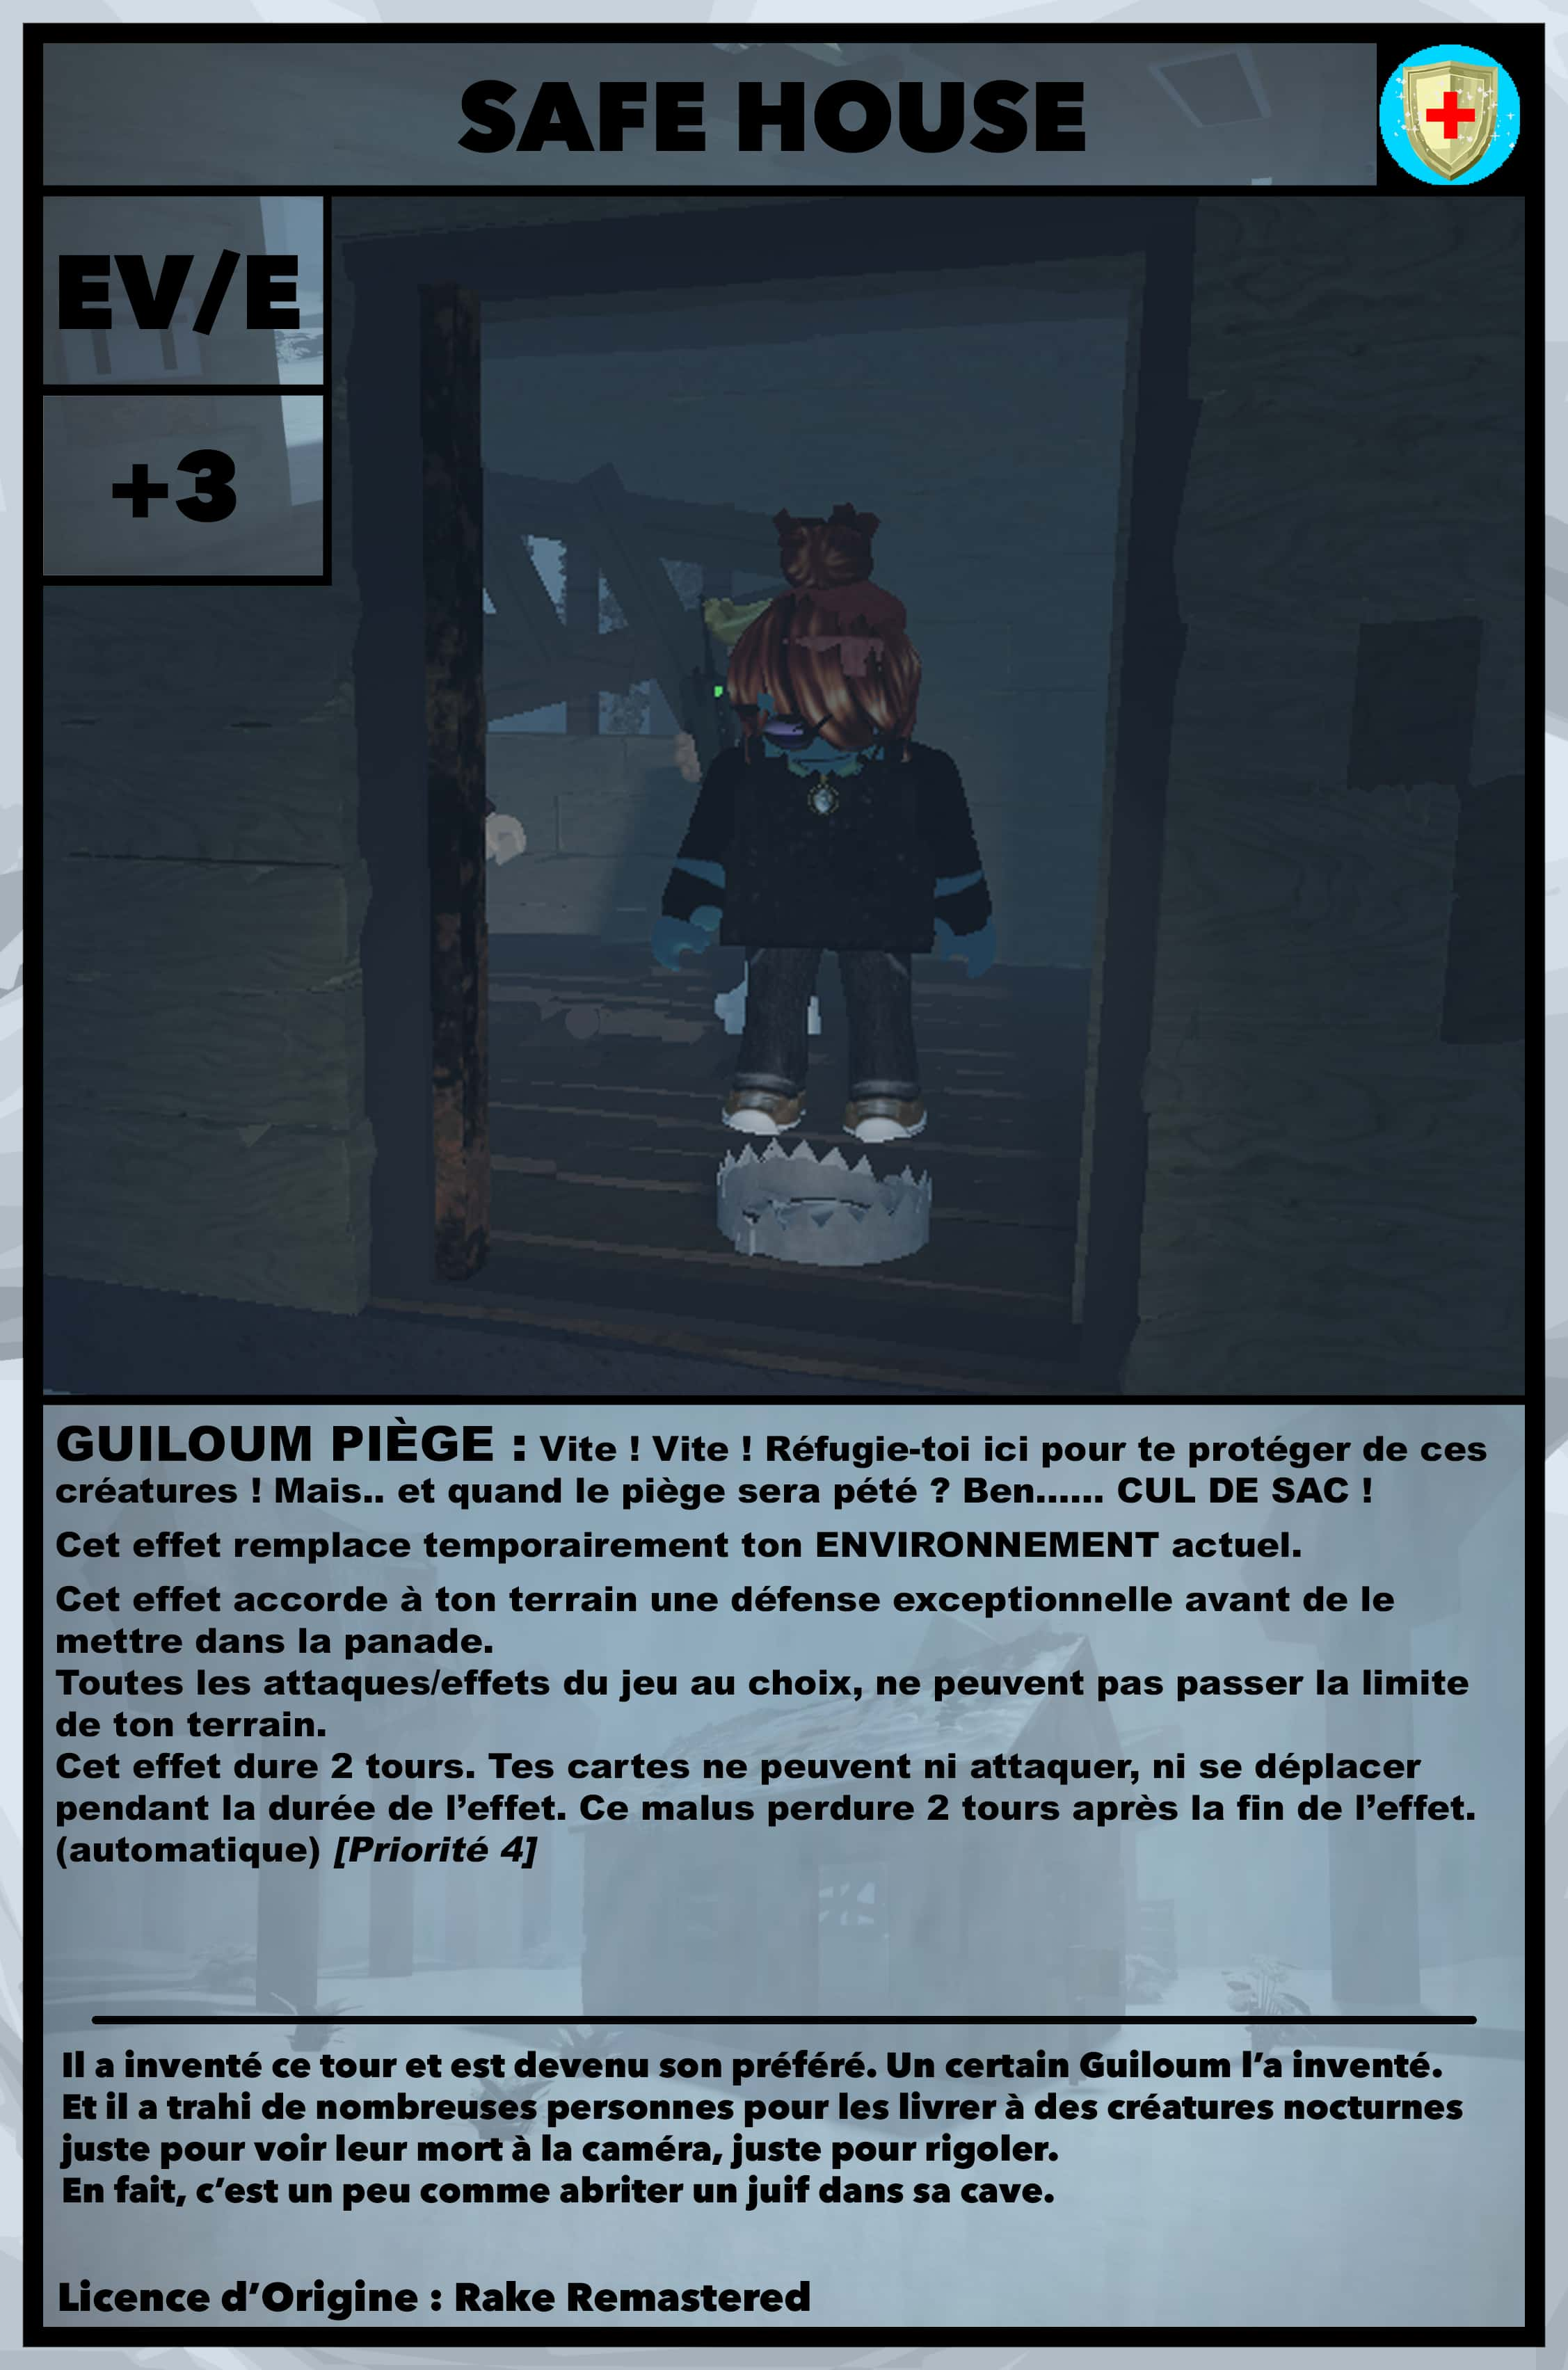 SAFE HOUSE
EV/E
+3
GUILOUM PIÈGE : Vite ! Vite ! Réfugie-toi ici pour te protéger de ces
créatures ! Mais.. et quand le piège sera pété ? Ben...... CUL DE SAC !
Cet effet remplace temporairement ton ENVIRONNEMENT actuel.
Cet effet accorde à ton terrain une défense exceptionnelle avant de le
mettre dans la panade.
Toutes les attaques/effets du jeu au choix, ne peuvent pas passer la limite
de ton terrain.
Cet effet dure 2 tours. Tes cartes ne peuvent ni attaquer, ni se déplacer
pendant la durée de l’effet. Ce malus perdure 2 tours après la fin de l’effet.
(automatique) [Priorité 4]
Il a inventé ce tour et est devenu son préféré. Un certain Guiloum l’a inventé.
Et il a trahi de nombreuses personnes pour les livrer à des créatures nocturnes
juste pour voir leur mort à la caméra, juste pour rigoler.
En fait, c’est un peu comme abriter un juif dans sa cave.
Licence d’Origine : Rake Remastered